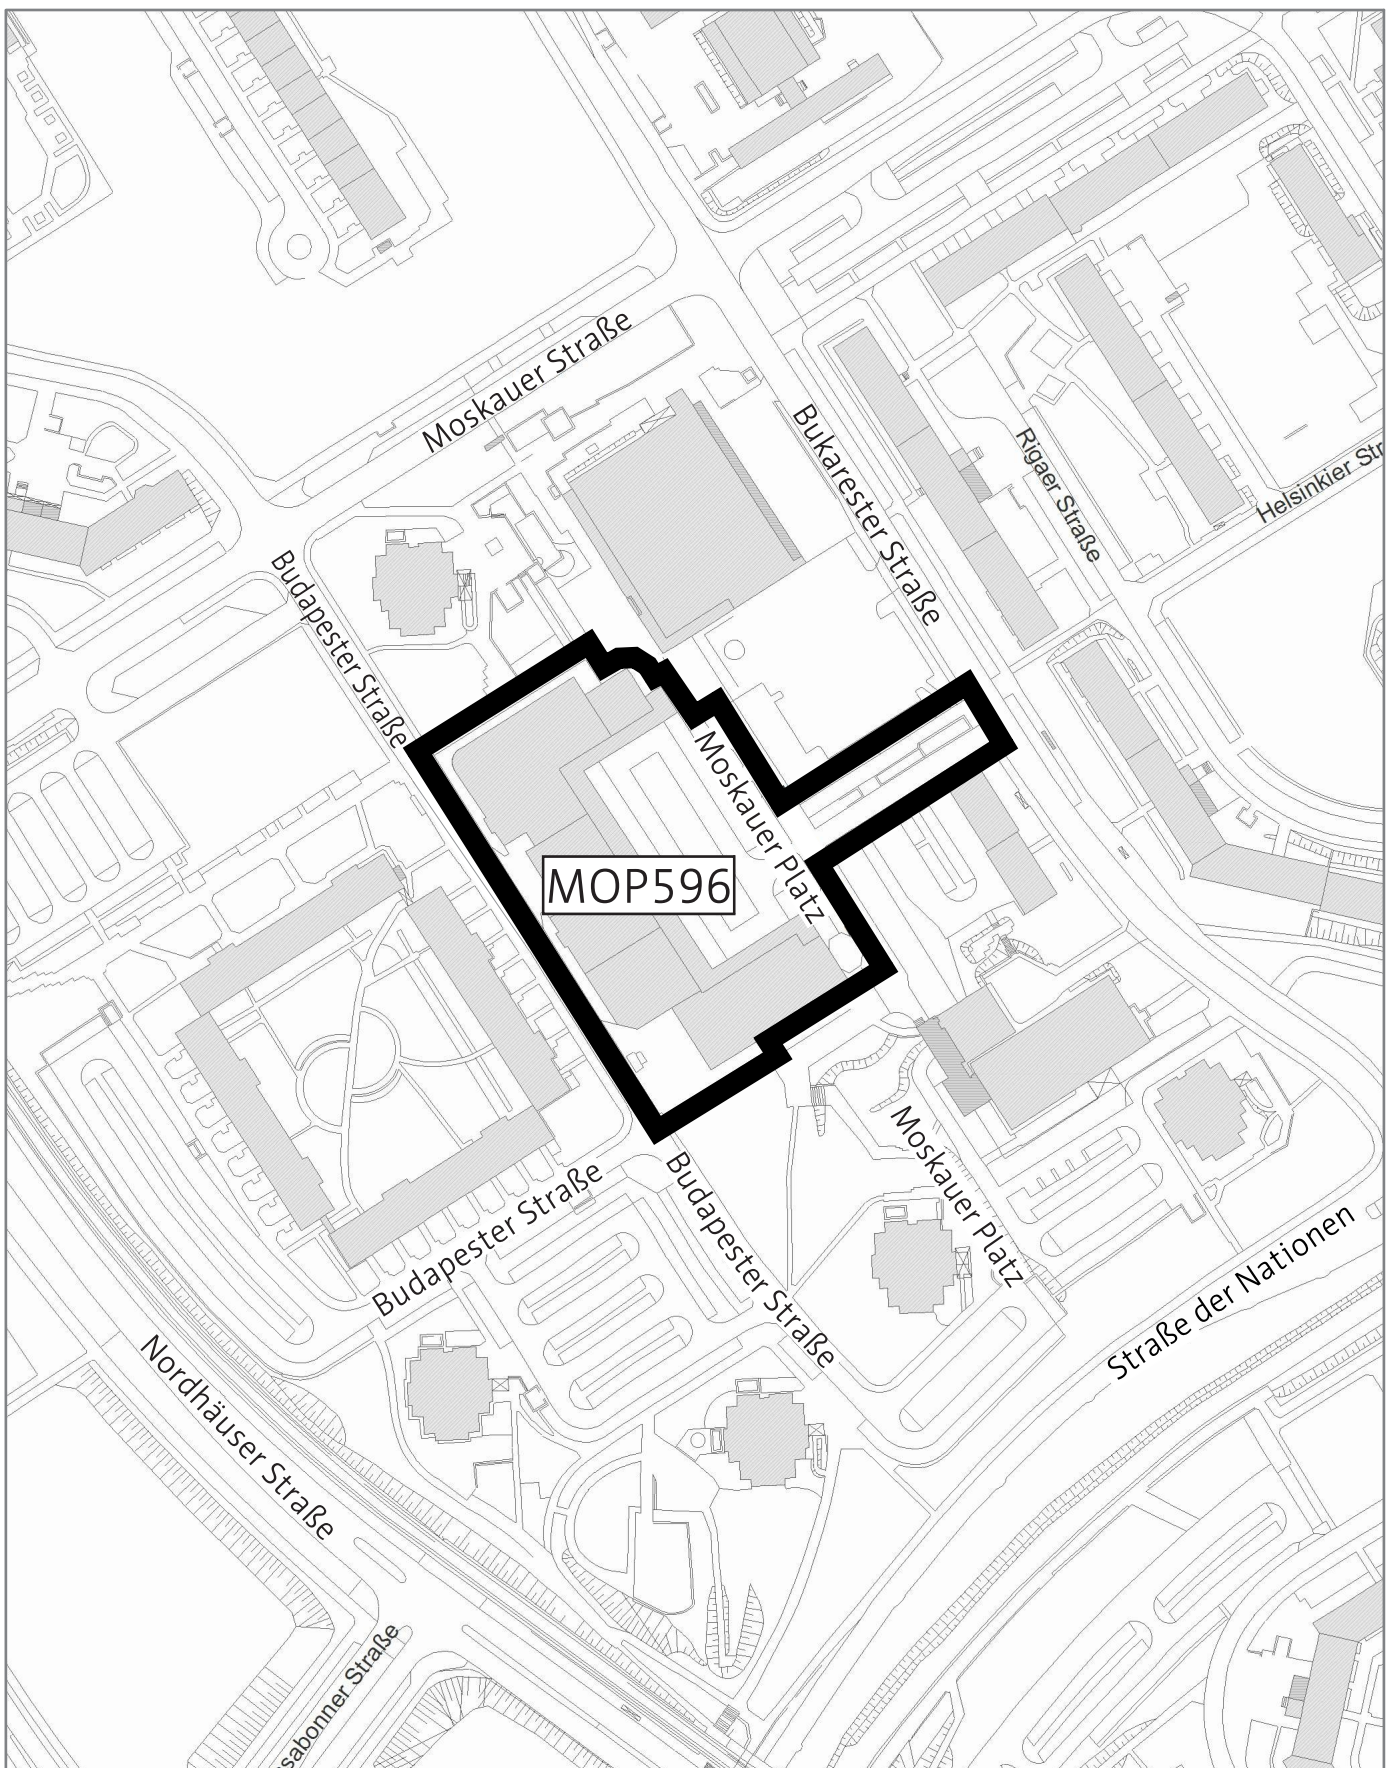 Moskauer Straße
Bukarester Straße
Rigaer Straße
Helsinkier Str
Budapester Straße
Moskauer Platz
MOP596
Moskauer Platz
Budapester Straße
Budapester Straße
Straße der Nationen
Nordhäuser Straße
sabonner Straße